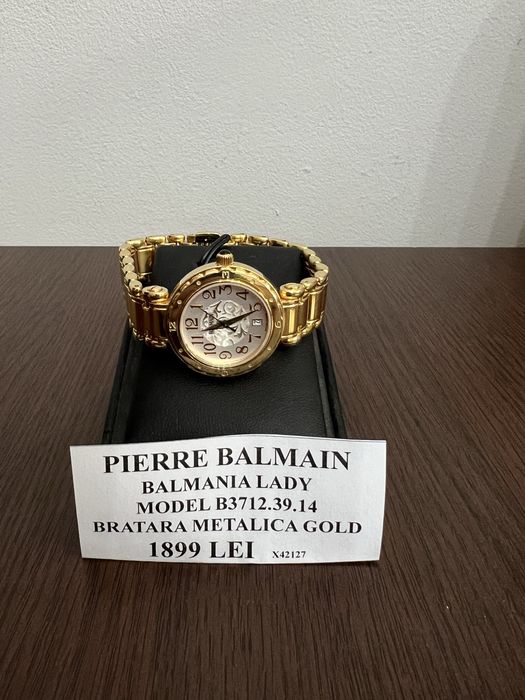 PIERRE BALMAIN
BALMANIA LADY
MODEL B3712.39.14
BRATARA METALICA GOLD
1899 LEI X42127